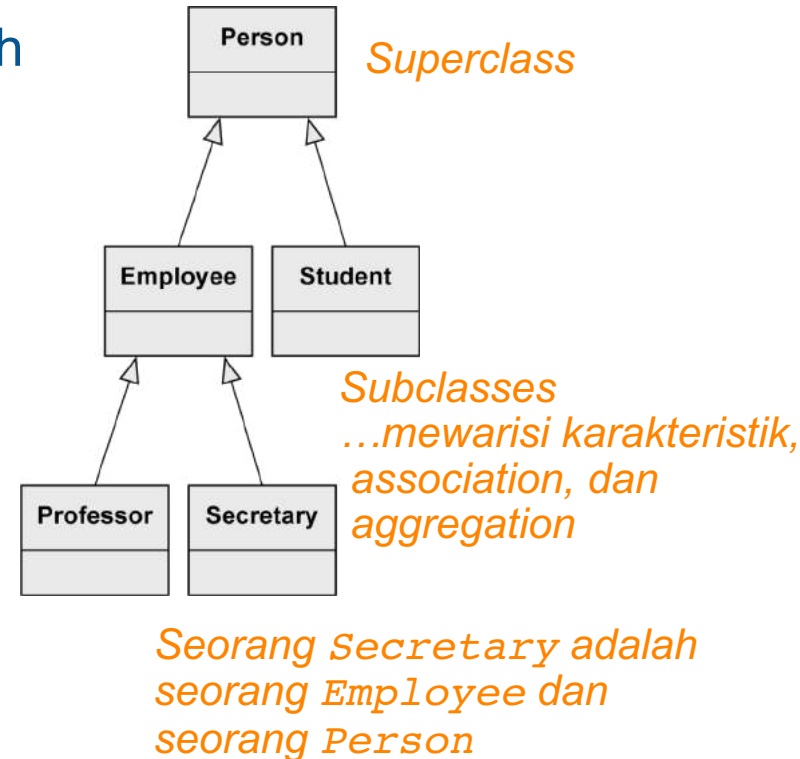 h
Person
Superclass
Employee
Student
Subclasses
…mewarisi karakteristik,
association, dan
aggregation
Professor
Secretary
Seorang Secretary adalah
seorang Employee dan
seorang Person